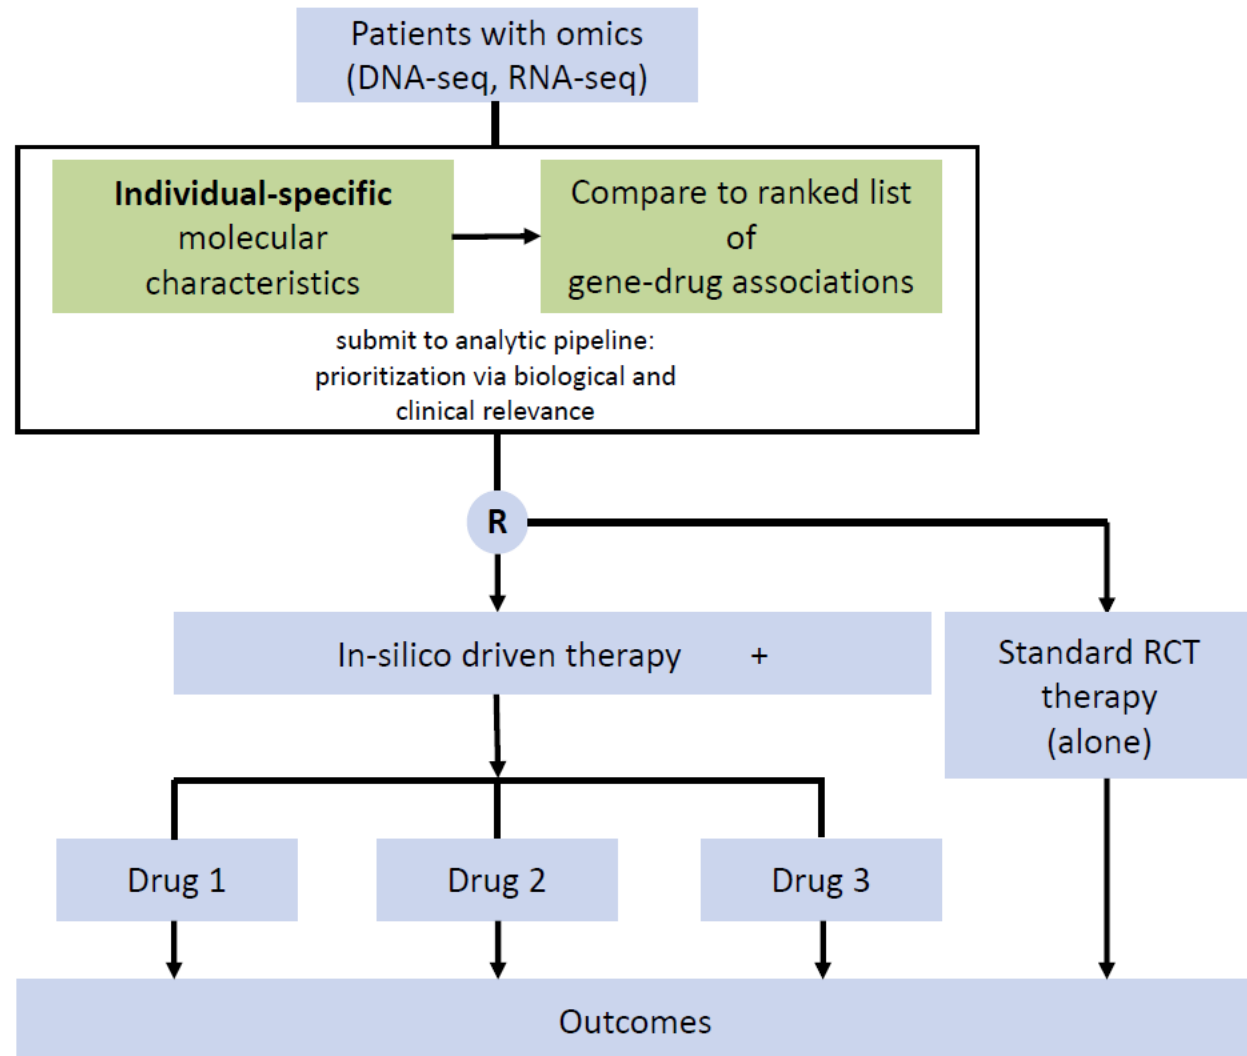 Patients with omics
(DNA-seq, RNA-seq)
Individual-specific
molecular
characteristics
Compare to ranked list
of
gene-drug associations
submit to analytic pipeline:
prioritization via biological and
clinical relevance
R
In-silico driven therapy +
Standard RCT
therapy
(alone)
Drug 1
Drug 2
Drug 3
Outcomes